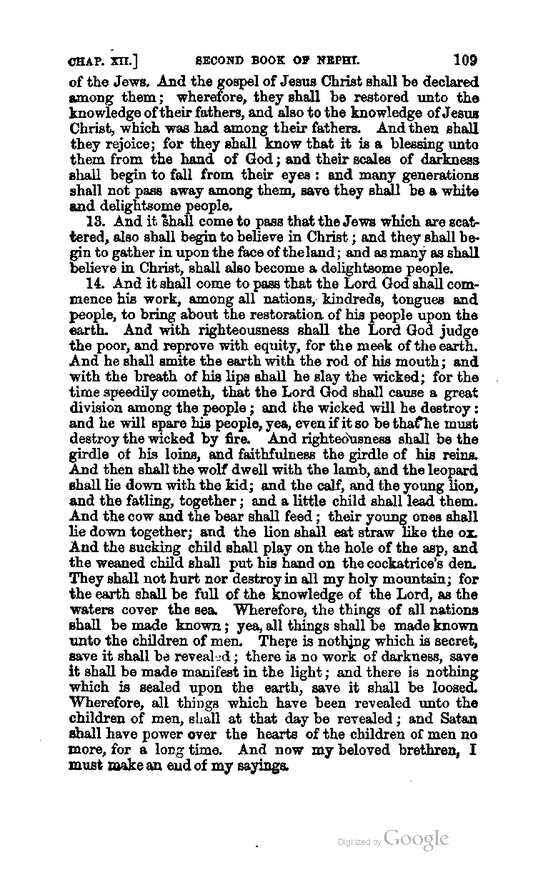 CHAP. XII.] SECOND BOOK OF NEPHI. 109
of the Jews. And the gospel of Jesus Christ shall be declared
among them; wherefore, they shall be restored unto the
knowledge of their fathers, and also to the knowledge of Jesus
Christ, which was had among their fathers. And then shall
they rejoice; for they shall know that it is a blessing unto
them from the hand of God; and their scales of darkness
shall begin to fall from their eyes: and many generations
shall not pass away among them, save they shall be a white
and delightsome people.
13. And it shall come to pass that the Jews which are scat-
tered, also shall begin to believe in Christ; and they shall be-
gin to gather in upon the face of the land; and as many as shall
believe in Christ, shall also become a delightsome people.
14. And it shall come to pass that the Lord God shall com-
mence his work, among all nations, kindreds, tongues and
people, to bring about the restoration of his people upon the
earth. And with righteousness shall the Lord God judge
the poor, and reprove with equity, for the meek of the earth.
And he shall smite the earth with the rod of his mouth; and
with the breath of his lips shall he slay the wicked; for the
time speedily cometh, that the Lord God shall cause a great
division among the people; and the wicked will he destroy:
and he will spare his people, yea, even if it so be that he must
destroy the wicked by fire. And righteousness shall be the
girdle of his loins, and faithfulness the girdle of his reins.
And then shall the wolf dwell with the lamb, and the leopard
shall lie down with the kid; and the calf, and the young lion,
and the fatling, together; and a little child shall lead them.
And the cow and the bear shall feed; their young ones shall
lie down together; and the lion shall eat straw like the ox.
And the sucking child shall play on the hole of the asp, and
the weaned child shall put his hand on the cockatrice's den.
They shall not hurt nor destroy in all my holy mountain; for
the earth shall be full of the knowledge of the Lord, as the
waters cover the sea. Wherefore, the things of all nations
shall be made known; yea, all things shall be made known
unto the children of men. There is nothing which is secret,
save it shall be revealed; there is no work of darkness, save
it shall be made manifest in the light; and there is nothing
which is sealed upon the earth, save it shall be loosed.
Wherefore, all things which have been revealed unto the
children of men, shall at that day be revealed; and Satan
shall have power over the hearts of the children of men no
more, for a long time. And now my beloved brethren, I
must make an end of my sayings.
Digitized by Google